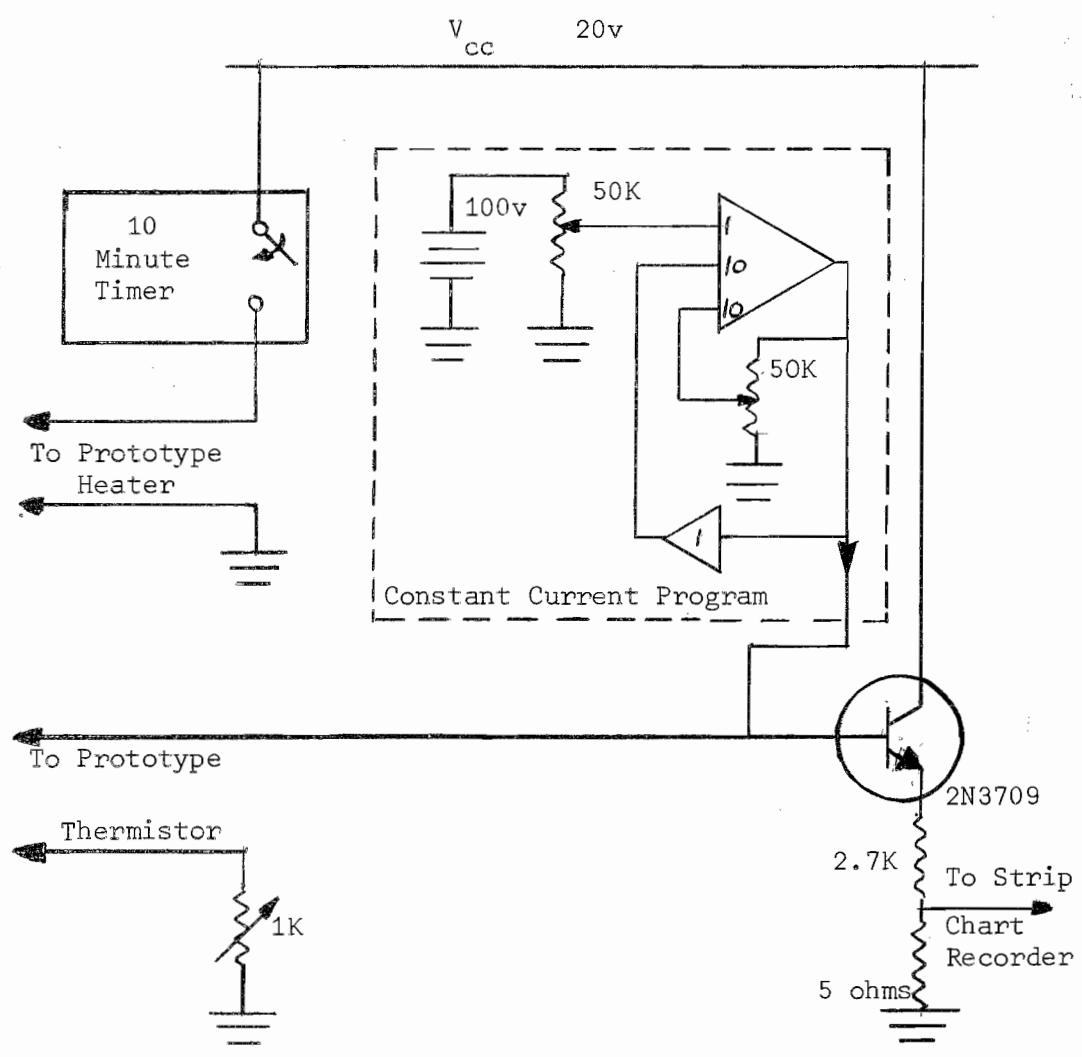 Vcc 20v
10
Minute
Timer
100v
50K
1
10
10
50K
1
Constant Current Program
To Prototype
Heater
To Prototype
2N3709
Thermistor
1K
2.7K
To Strip
Chart
Recorder
5 ohms